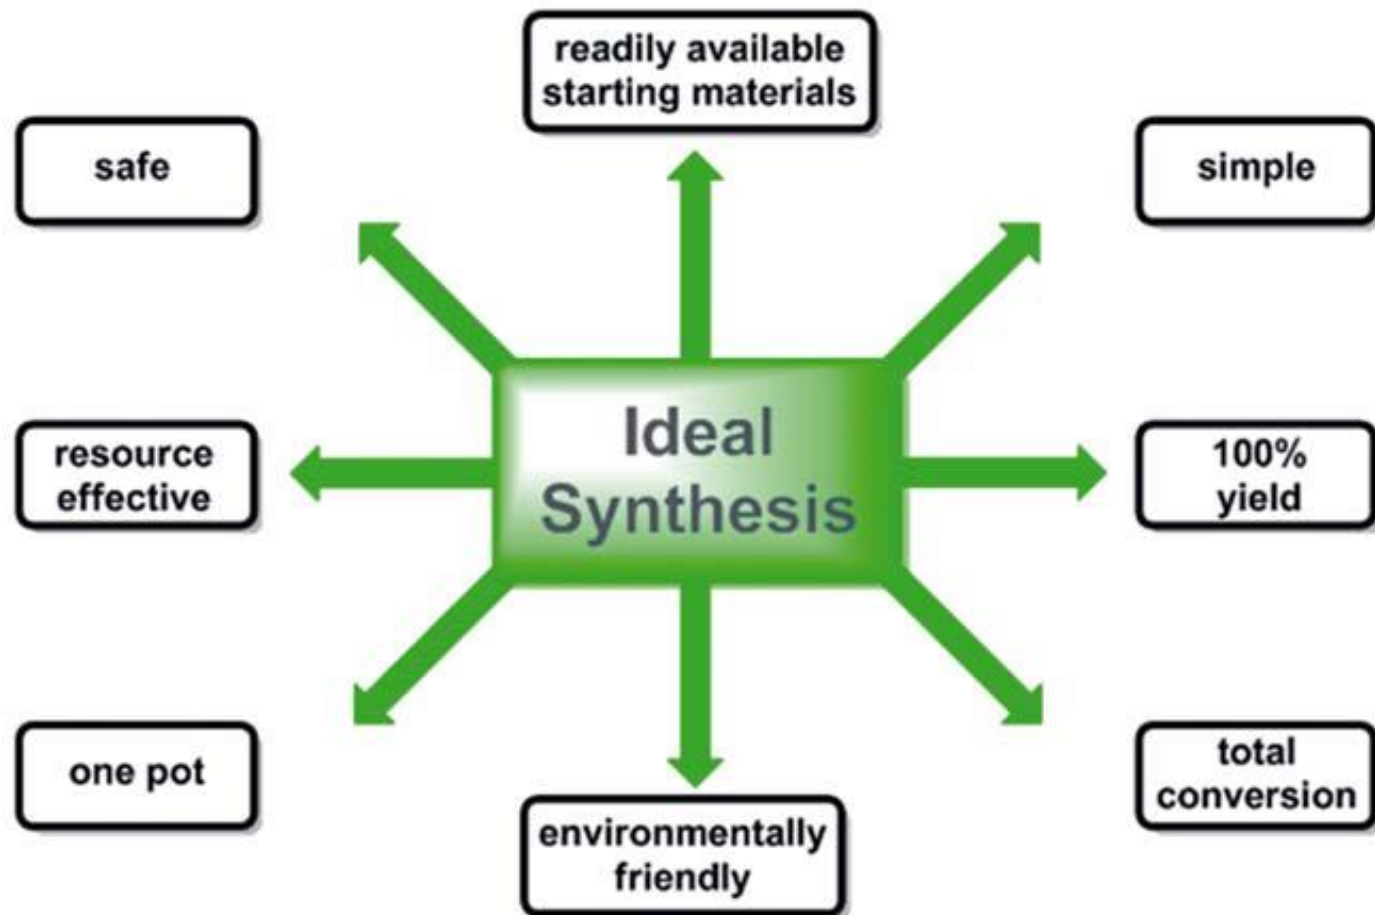 readily available
starting materials
safe
simple
resource
effective
Ideal
Synthesis
100%
yield
one pot
total
conversion
environmentally
friendly